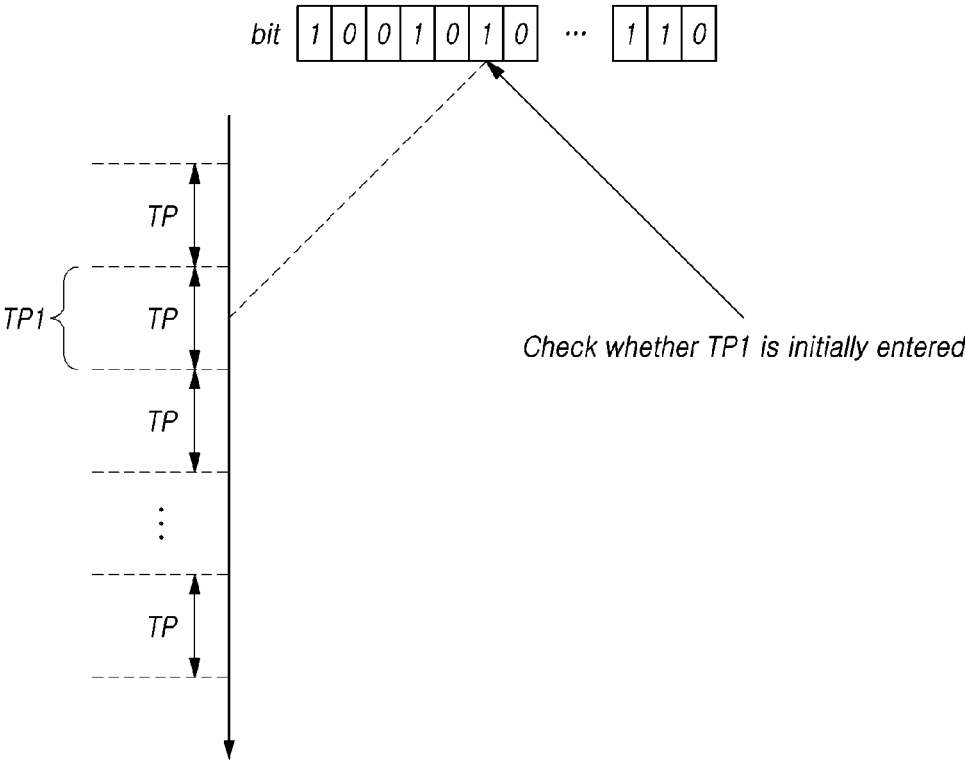 bit 1 0 0 1 0 1 0 ... 1 1 0
TP
TP1
TP
Check whether TP1 is initially entered
TP
⋮
TP